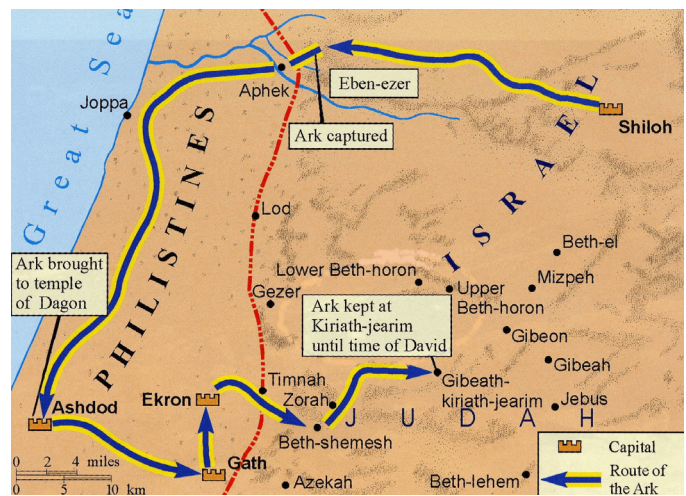 Great Sea
PHILISTINES
ISRAEL
JUDAH
Aphek
Eben-ezer
Ark captured
Shiloh
Joppa
Lod
Beth-el
Lower Beth-horon
Mizpeh
Upper
Beth-horon
Ark brought
to temple
of Dagon
Gezer
Ark kept at
Kiriath-jearim
until time of David
Gibeon
Gibeah
Timnah
Gibeath-
kiriath-jearim
Ekron
Zorah
Jebus
Ashdod
Beth-shemesh
Gath
Azekah
Beth-lehem
Capital
Route of
the Ark
0 2 4 miles
0 5 10 km